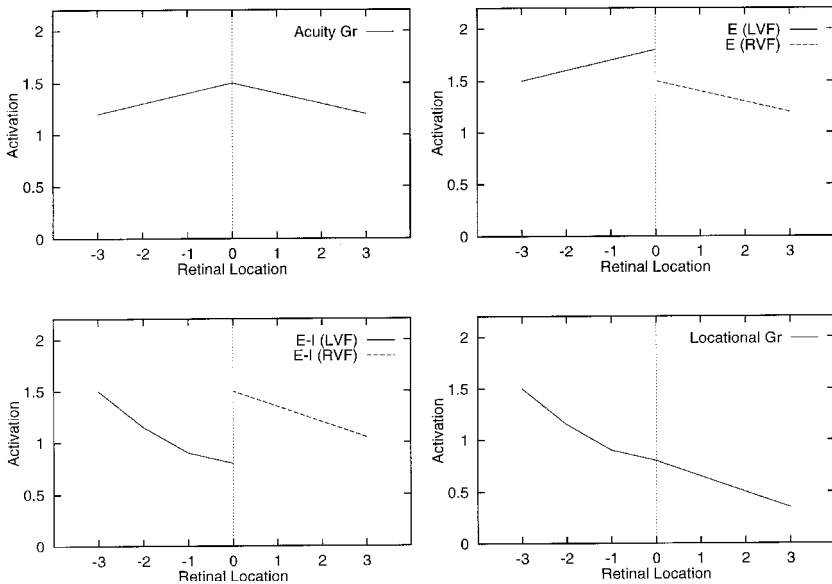 2
1.5
1
0.5
0
Activation
Acuity Gr
-3 -2 -1 0 1 2 3
Retinal Location
2
1.5
1
0.5
0
Activation
E (LVF)
E (RVF)
-3 -2 -1 0 1 2 3
Retinal Location
2
1.5
1
0.5
0
Activation
E-I (LVF)
E-I (RVF)
-3 -2 -1 0 1 2 3
Retinal Location
2
1.5
1
0.5
0
Activation
Locational Gr
-3 -2 -1 0 1 2 3
Retinal Location